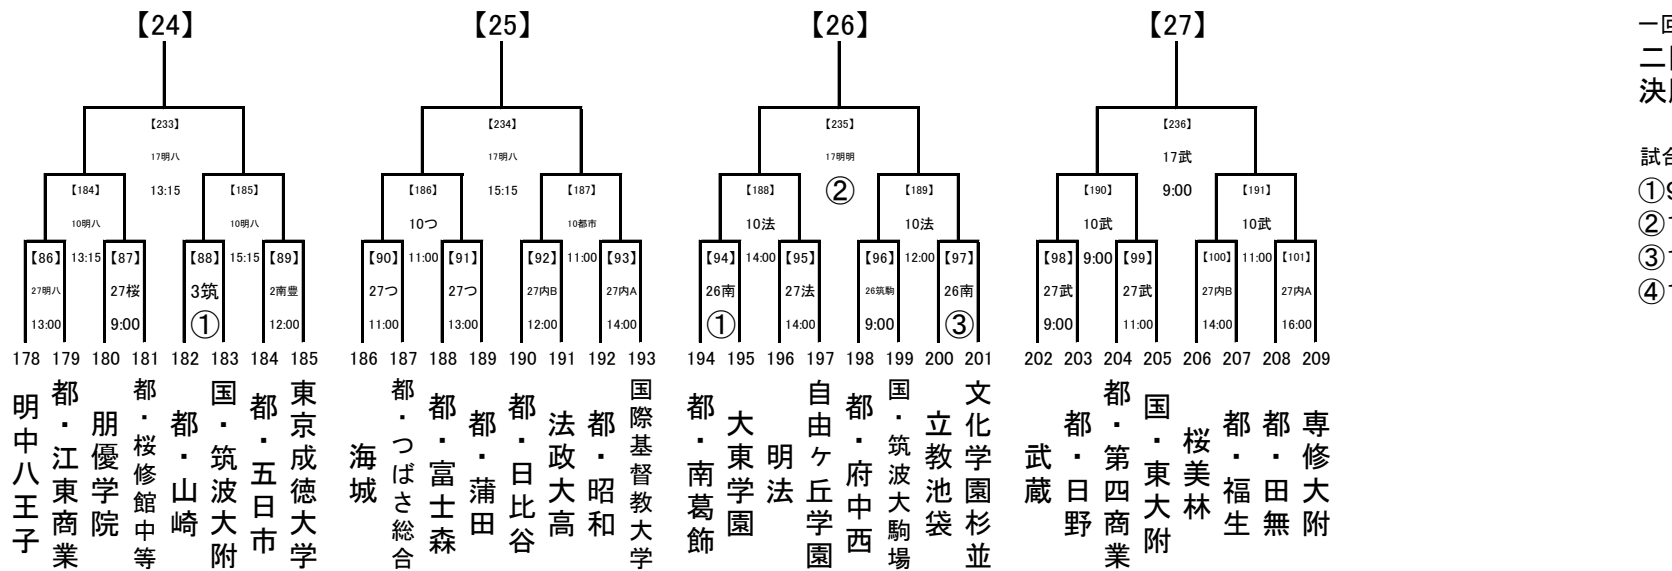 【24】 【25】 【26】 【27】
一回
二
決
【233】 【234】 【235】 【236】
17明八 17明八 17明明 17武
試合
【184】 13:15 【185】 【186】 15:15 【187】 【188】 ② 【189】 【190】 9:00 【191】
①9
10明八 10明八 10つ 10都市 10法 10法 10武 10武
②1
【86】 13:15 【87】 【88】 15:15 【89】 【90】 11:00 【91】 【92】 11:00 【93】 【94】 14:00 【95】 【96】 12:00 【97】 【98】 9:00 【99】 【100】 11:00 【101】
③1
27明八 27桜 3筑 2南豊 27つ 27つ 27内B 27内A 26南 27法 26筑駒 26南 27武 27武 27内B 27内A
④1
13:00 9:00 ① 12:00 11:00 13:00 12:00 14:00 ① 14:00 9:00 ③ 9:00 11:00 14:00 16:00
178 179 180 181 182 183 184 185 186 187 188 189 190 191 192 193 194 195 196 197 198 199 200 201 202 203 204 205 206 207 208 209
明中八王子
都・江東商業
朋優学院
都・桜修館中等
都・山崎
国・筑波大附
都・五日市
東京成徳大学
海城
都・つばさ総合
都・富士森
都・蒲田
都・日比谷
法政大高
都・昭和
国際基督教大学
都・南葛飾
大東学園
明法
自由ヶ丘学園
都・府中西
国・筑波大駒場
立教池袋
文化学園杉並
武蔵
都・日野
都・第四商業
国・東大附
桜美林
都・福生
都・田無
専修大附